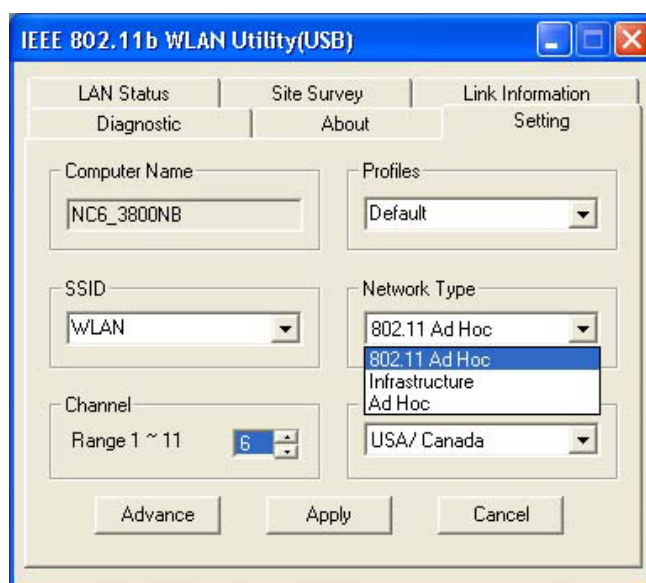 IEEE 802.11b WLAN Utility(USB)
LAN Status
Site Survey
Link Information
Diagnostic
About
Setting
Computer Name
NC6_3800NB
Profiles
Default
SSID
WLAN
Network Type
802.11 Ad Hoc
802.11 Ad Hoc
Infrastructure
Ad Hoc
Channel
Range 1 ~ 11
6
USA/ Canada
Advance
Apply
Cancel